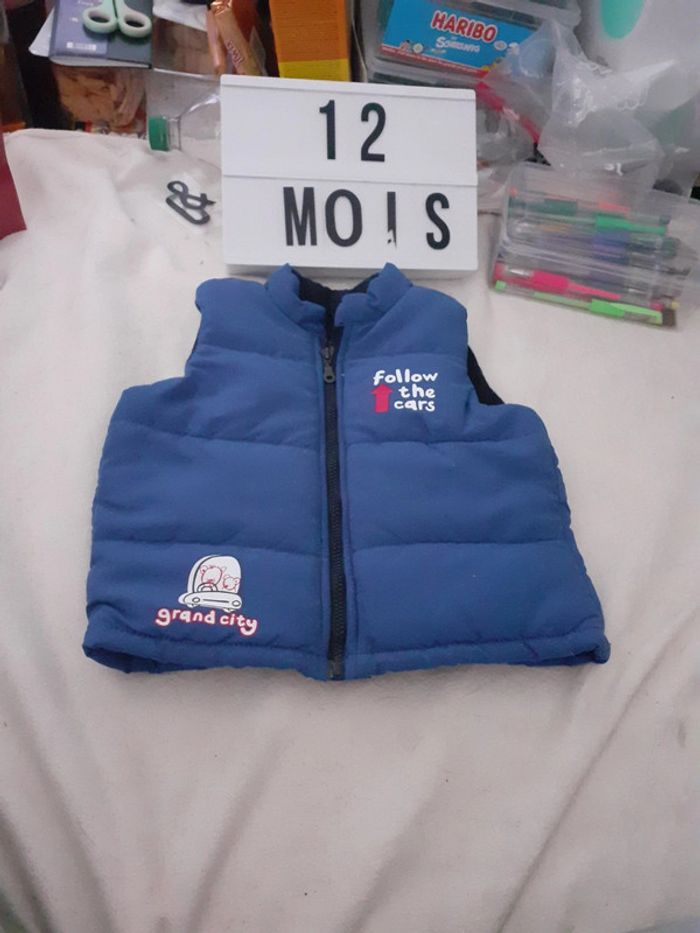 HARIBO
12
MOIS
follow
the
cars
grand city